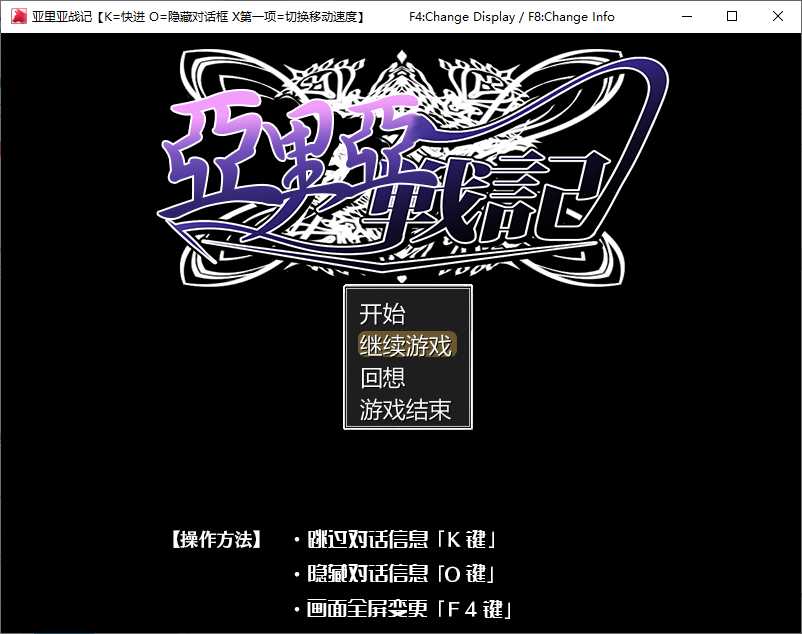 亚里亚战记【K=快进 O=隐藏对话框 X第一项=切换移动速度】 F4:Change Display / F8:Change Info
亞里亞戦記
开始
继续游戏
回想
游戏结束
【操作方法】 ・跳过对话信息「K 键」
・隐藏对话信息「O 键」
・画面全屏变更「F 4 键」